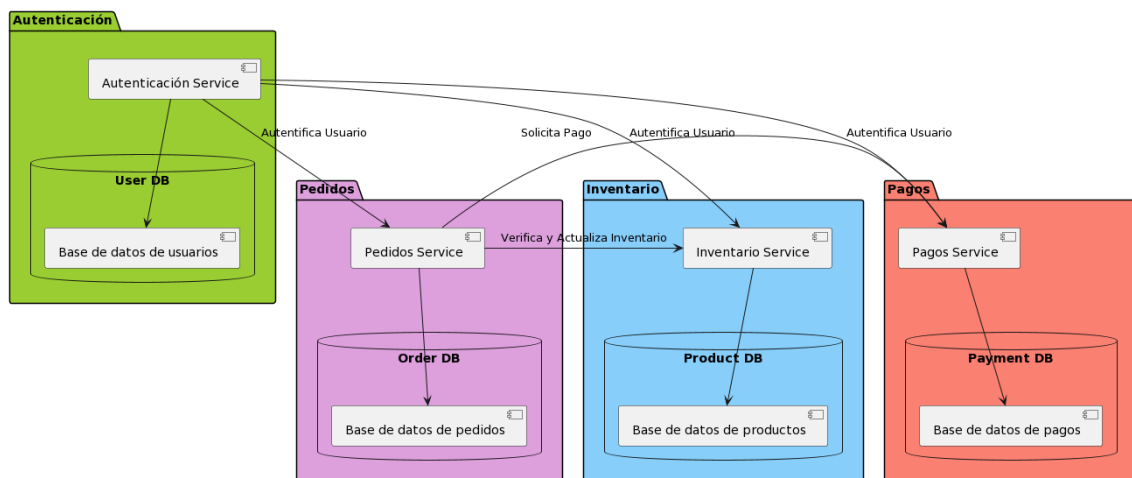 Autenticación
Autenticación Service
Autentifica Usuario
Solicita Pago
Autentifica Usuario
Autentifica Usuario
User DB
Base de datos de usuarios
Pedidos
Pedidos Service
Verifica y Actualiza Inventario
Inventario
Inventario Service
Pagos
Pagos Service
Order DB
Base de datos de pedidos
Product DB
Base de datos de productos
Payment DB
Base de datos de pagos